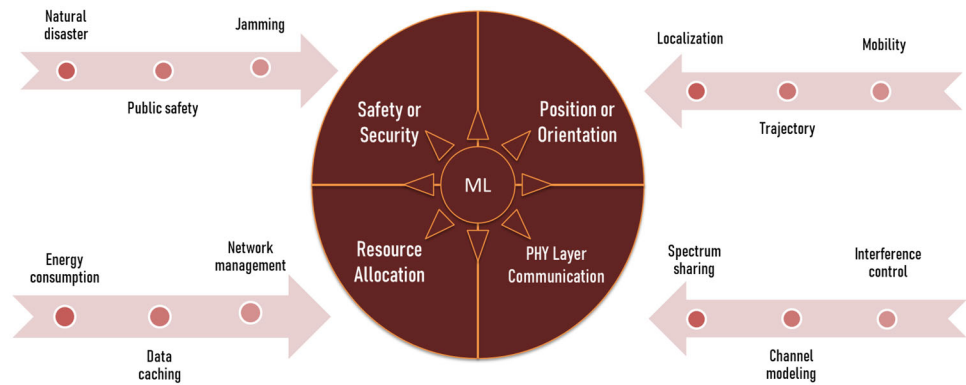 Natural
disaster
Jamming
Public safety
Localization
Mobility
Trajectory
Safety or
Security
Position or
Orientation
ML
Resource
Allocation
PHY Layer
Communication
Energy
consumption
Network
management
Data
caching
Spectrum
sharing
Interference
control
Channel
modeling